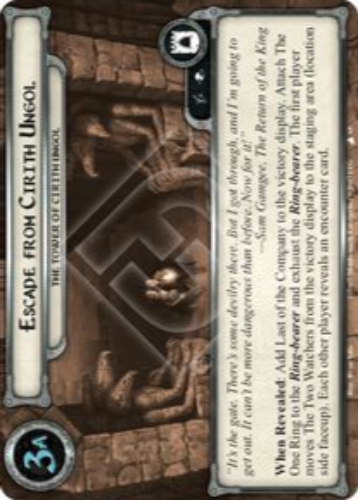 3A
ESCAPE FROM CIRITH UNGOL
THE TOWER OF CIRITH UNGOL
"It's the gate. There's some devilry there. But I got through, and I'm going to
get out. It can't be more dangerous than before. Now for it!"
—Sam Gamgee, The Return of the King
When Revealed: Add Last of the Company to the victory display. Attach The
One Ring to the Ring-bearer and exhaust the Ring-bearer. The first player
moves The Two Watchers from the victory display to the staging area (location
side faceup). Each other player reveals an encounter card.